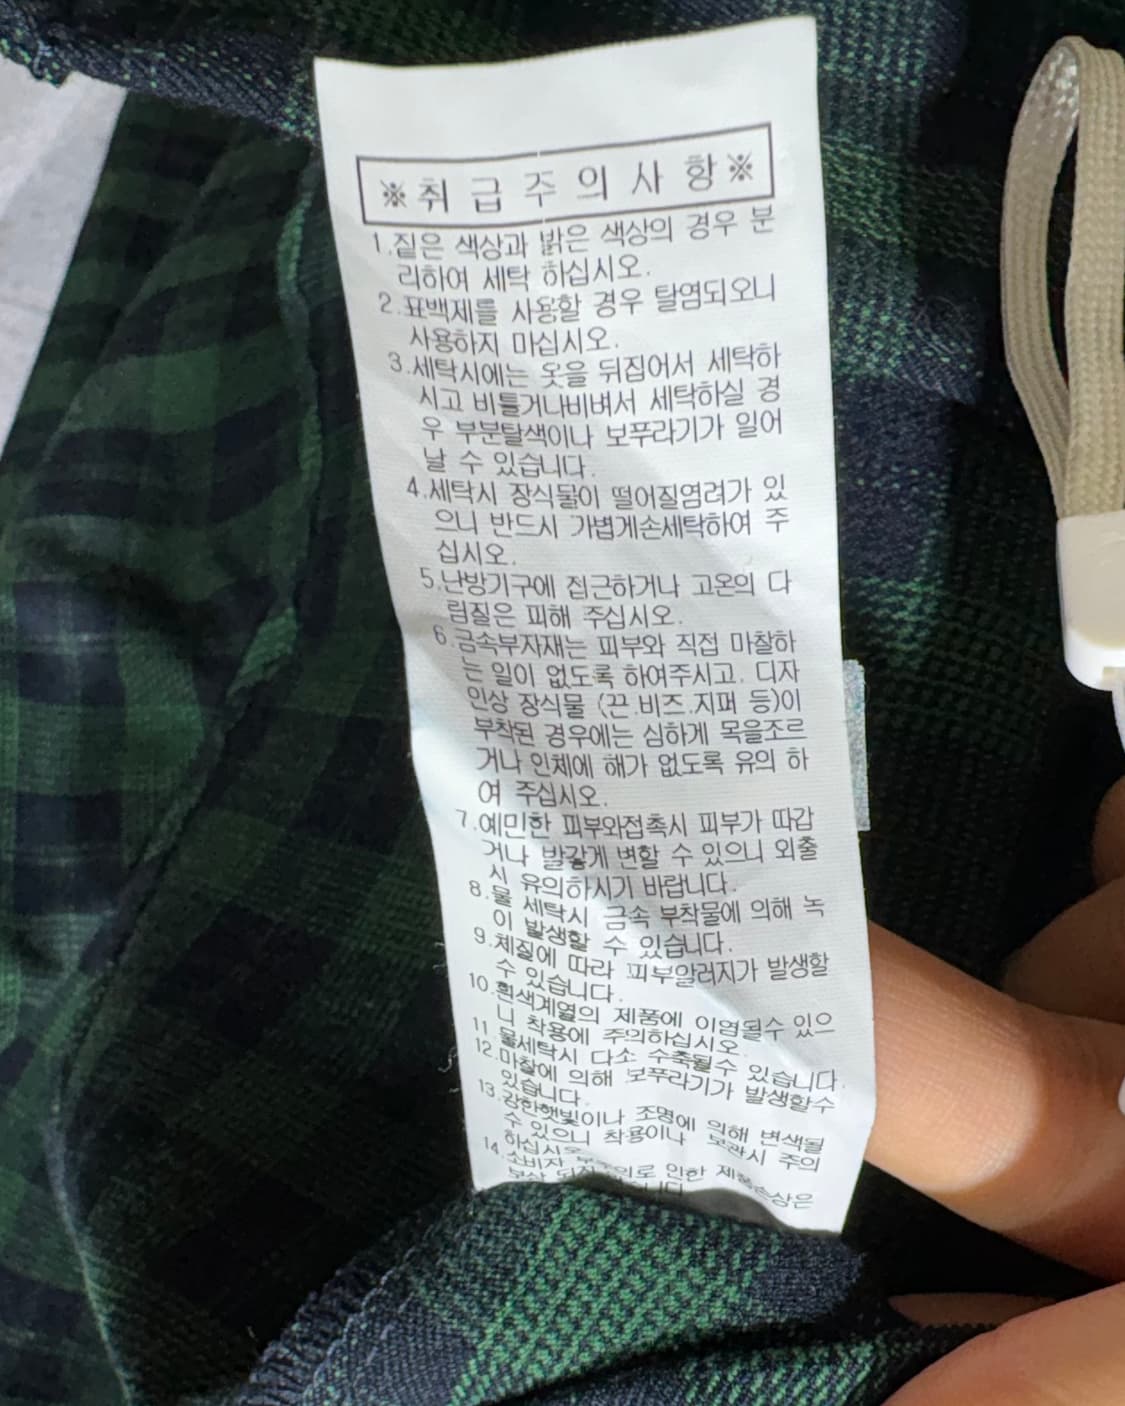 ※취급주의사항※
1.짙은 색상과 밝은 색상의 경우 분
리하여 세탁 하십시오.
2.표백제를 사용할 경우 탈염되오니
사용하지 마십시오.
3.세탁시에는 옷을 뒤집어서 세탁하
시고 비틀거나비벼서 세탁하실 경
우 부분탈색이나 보푸라기가 일어
날 수 있습니다.
4.세탁시 장식물이 떨어질염려가 있
으니 반드시 가볍게손세탁하여 주
십시오.
5.난방기구에 접근하거나 고온의 다
림질은 피해 주십시오.
6.금속부자재는 피부와 직접 마찰하
는 일이 없도록 하여주시고. 디자
인상 장식물 (끈.비즈.지퍼 등)이
부착된 경우에는 심하게 목을조르
거나 인체에 해가 없도록 유의 하
여 주십시오.
7.예민한 피부와접촉시 피부가 따갑
거나 발갛게 변할 수 있으니 외출
시 유의하시기 바랍니다.
8.물 세탁시 금속 부착물에 의해 녹
이 발생할 수 있습니다.
9.체질에 따라 피부알러지가 발생할
수 있습니다.
10.흰색계열의 제품에 이염될수 있으
니 착용에 주의하십시오.
11.물세탁시 다소 수축될수 있습니다.
12.마찰에 의해 보푸라기가 발생할수
있습니다.
13.강한햇빛이나 조명에 의해 변색될
수 있으니 착용이나 보관시 주의
하십시오.
14.소비자 인한